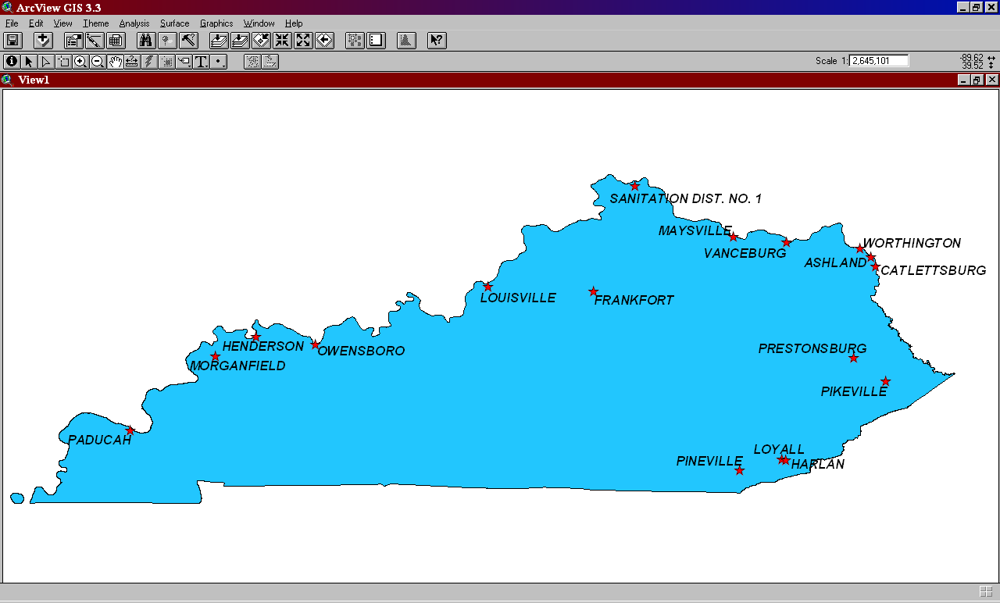 ArcView GIS 3.3
File Edit View Theme Analysis Surface Graphics Window Help
Scale 1: 2,645,101
-89.62
39.52
View1
SANITATION DIST. NO. 1
MAYSVILLE
VANCEBURG
WORTHINGTON
ASHLAND
CATLETTSBURG
LOUISVILLE
FRANKFORT
HENDERSON
OWENSBORO
PRESTONSBURG
MORGANFIELD
PIKEVILLE
PADUCAH
LOYALL
PINEVILLE
HARLAN